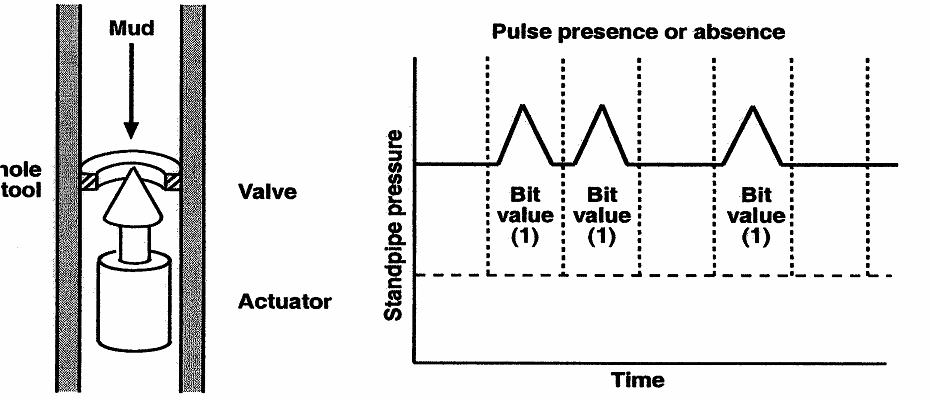 Mud
tool
Valve
Actuator
Pulse presence or absence
Standpipe pressure
Bit
value
(1)
Bit
value
(1)
Bit
value
(1)
Time